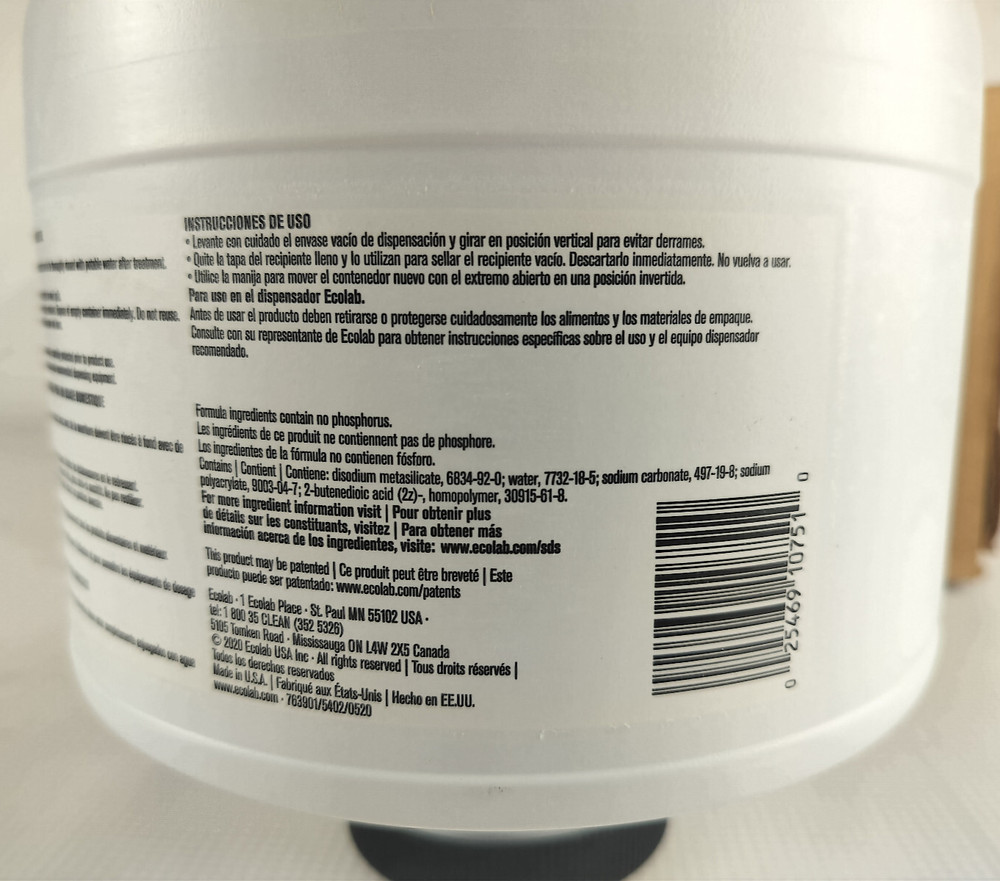 INSTRUCCIONES DE USO
• Levante con cuidado el envase vacío de dispensación y girar en posición vertical para evitar derrames.
• Quite la tapa del recipiente lleno y lo utilizan para sellar el recipiente vacío. Descartarlo inmediatamente. No vuelva a usar.
• Utilice la manija para mover el contenedor nuevo con el extremo abierto en una posición invertida.
Para uso en el dispensador Ecolab.
Antes de usar el producto deben retirarse o protegerse cuidadosamente los alimentos y los materiales de empaque.
Consulte con su representante de Ecolab para obtener instrucciones específicas sobre el uso y el equipo dispensador
recomendado.
with potable water after treatment.
container immediately. Do not reuse.
Formula ingredients contain no phosphorus.
Les ingrédients de ce produit ne contiennent pas de phosphore.
Los ingredientes de la fórmula no contienen fósforo.
Contains | Contient | Contiene: disodium metasilicate, 6834-92-0; water, 7732-18-5; sodium carbonate, 497-19-8; sodium
polyacrylate, 9003-04-7; 2-butenedioic acid (2z)-, homopolymer, 30915-61-8.
For more ingredient information visit | Pour obtenir plus
de détails sur les constituants, visitez | Para obtener más
información acerca de los ingredientes, visite: www.ecolab.com/sds
This product may be patented | Ce produit peut être breveté | Este
producto puede ser patentado: www.ecolab.com/patents
Ecolab · 1 Ecolab Place · St. Paul MN 55102 USA ·
tel: 1 800 35 CLEAN (352 5326)
5105 Tomken Road · Mississauga ON L4W 2X5 Canada
© 2020 Ecolab USA Inc · All rights reserved | Tous droits réservés |
Todos los derechos reservados
Made in U.S.A. | Fabriqué aux États-Unis | Hecho en EE.UU.
www.ecolab.com · 763901/5402/0520
0 25469 10751 0